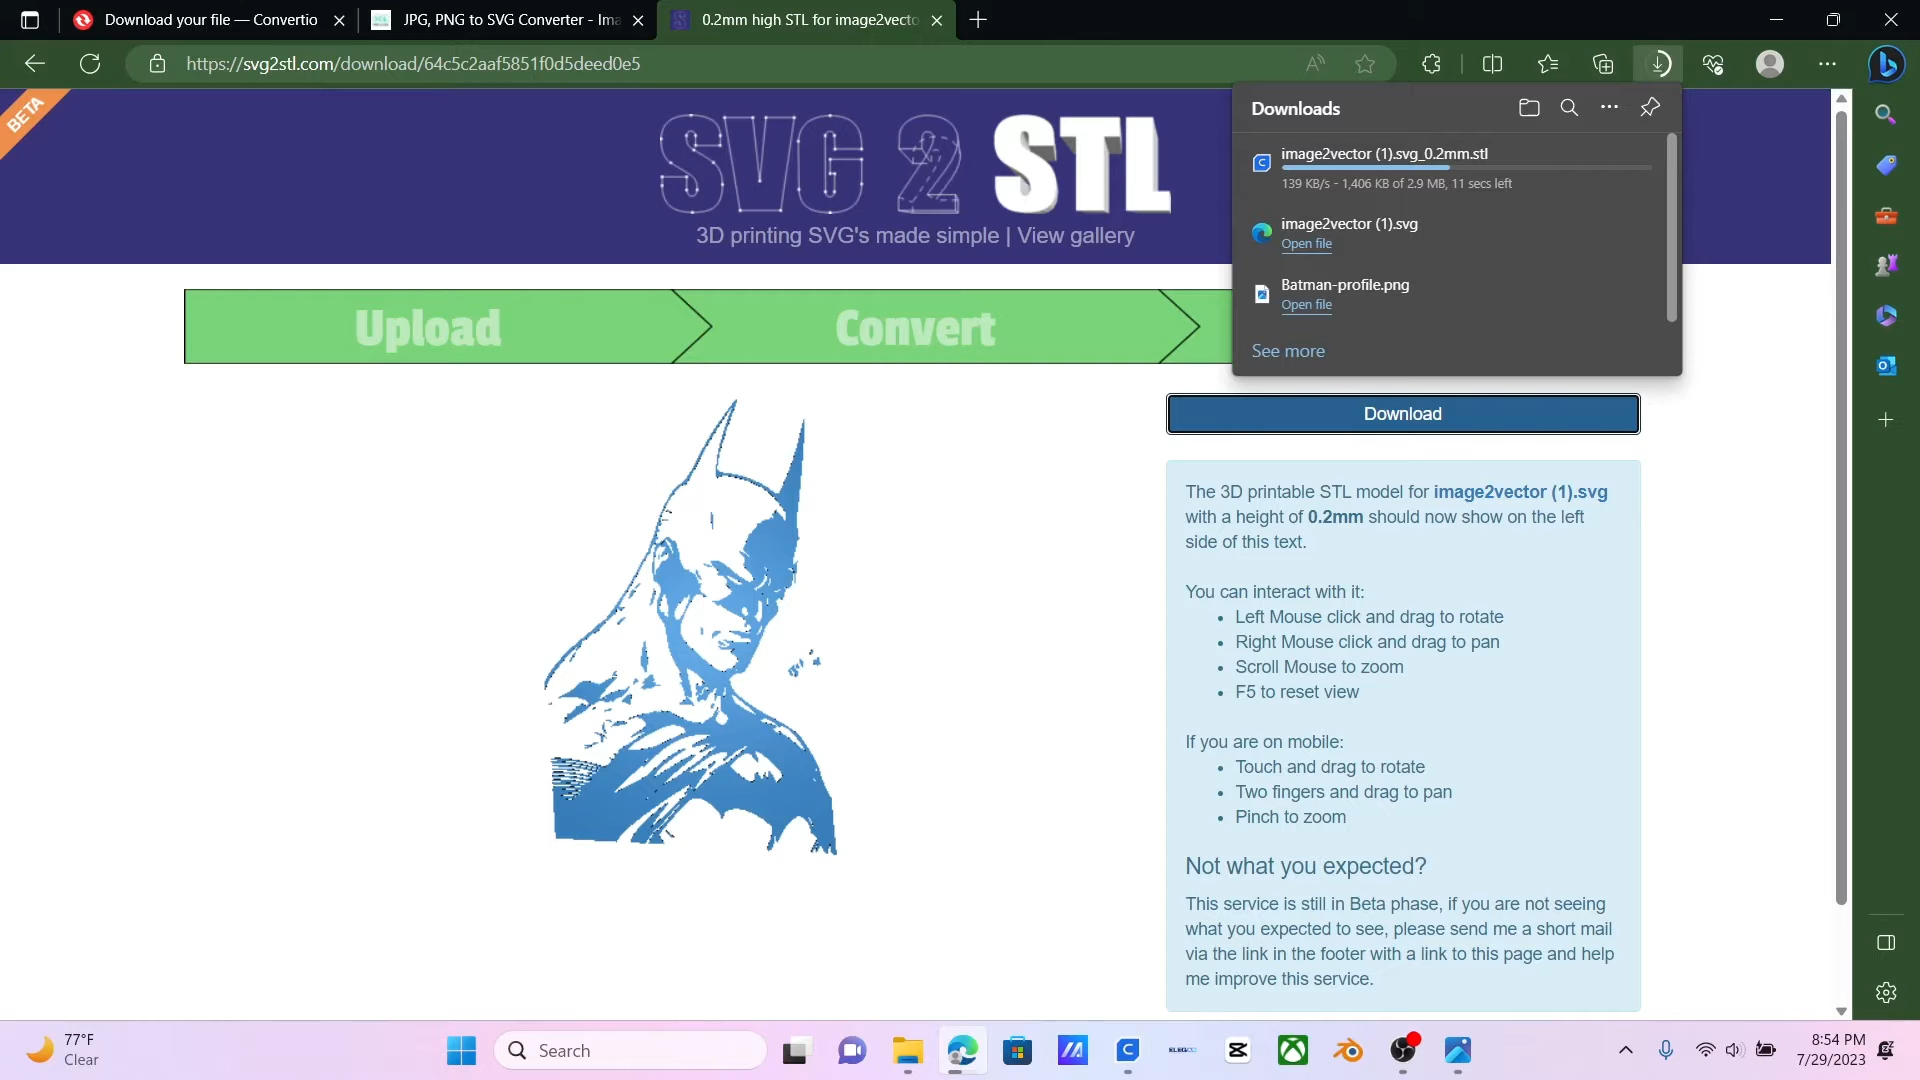 Download your file — Convertio
JPG, PNG to SVG Converter - Ima
0.2mm high STL for image2vecto
https://svg2stl.com/download/64c5c2aaf5851f0d5deed0e5
BETA
SVG 2 STL
3D printing SVG's made simple | View gallery
Downloads
image2vector (1).svg_0.2mm.stl
139 KB/s - 1,406 KB of 2.9 MB, 11 secs left
image2vector (1).svg
Open file
Batman-profile.png
Open file
See more
Upload
Convert
Download
The 3D printable STL model for image2vector (1).svg
with a height of 0.2mm should now show on the left
side of this text.
You can interact with it:
• Left Mouse click and drag to rotate
• Right Mouse click and drag to pan
• Scroll Mouse to zoom
• F5 to reset view
If you are on mobile:
• Touch and drag to rotate
• Two fingers and drag to pan
• Pinch to zoom
Not what you expected?
This service is still in Beta phase, if you are not seeing
what you expected to see, please send me a short mail
via the link in the footer with a link to this page and help
me improve this service.
77°F
Clear
Search
ELEGOO
8:54 PM
7/29/2023